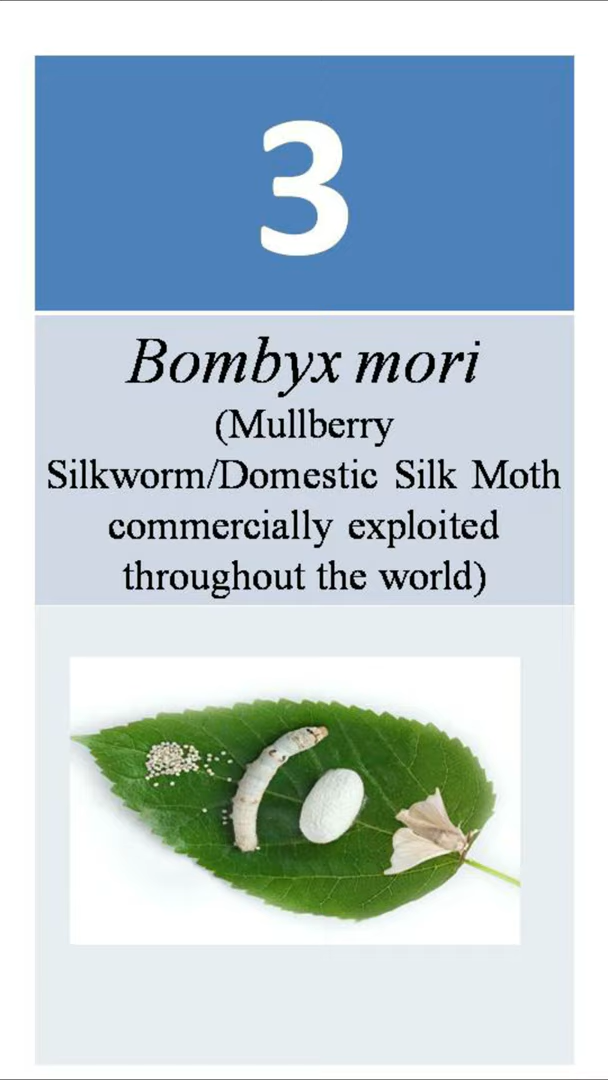 3
Bombyx mori
(Mullberry
Silkworm/Domestic Silk Moth
commercially exploited
throughout the world)